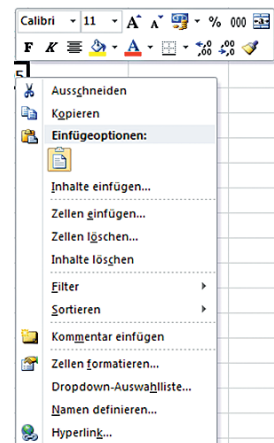 Calibri 11 A A % 000
F K A
5
Ausschneiden
Kopieren
Einfügeoptionen:
Inhalte einfügen...
Zellen einfügen...
Zellen löschen...
Inhalte löschen
Filter
Sortieren
Kommentar einfügen
Zellen formatieren...
Dropdown-Auswahlliste...
Namen definieren...
Hyperlink...